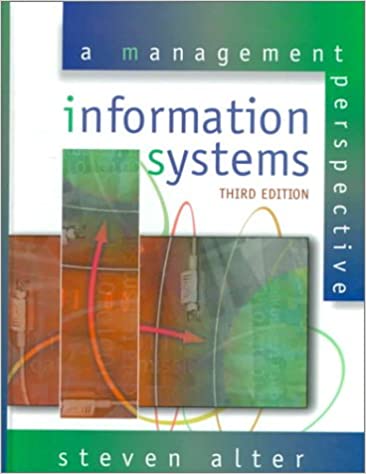 a management
perspective
information
systems
THIRD EDITION
steven alter